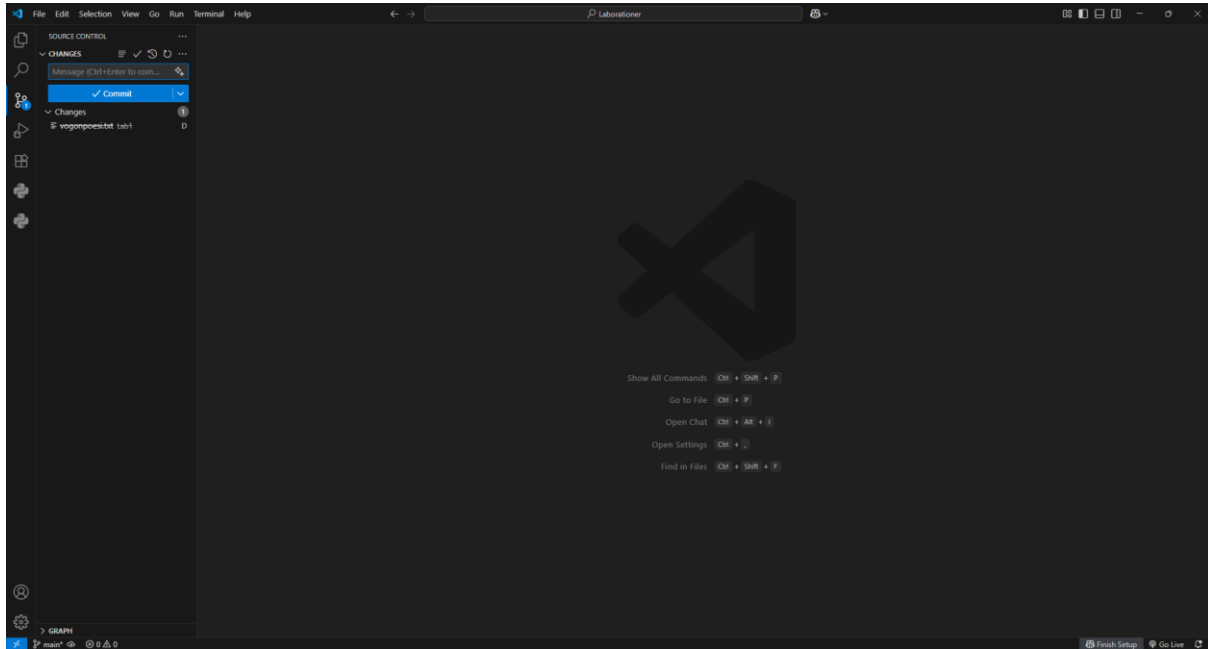 File Edit Selection View Go Run Terminal Help
Laborationer
SOURCE CONTROL
CHANGES
Message (Ctrl+Enter to com...
Commit
Changes 1
vogonpoesi.txt Lab1 D
Show All Commands Ctrl + Shift + P
Go to File Ctrl + P
Open Chat Ctrl + Alt + I
Open Settings Ctrl + ,
Find in Files Ctrl + Shift + F
GRAPH
main* 0 0 Finish Setup Go Live